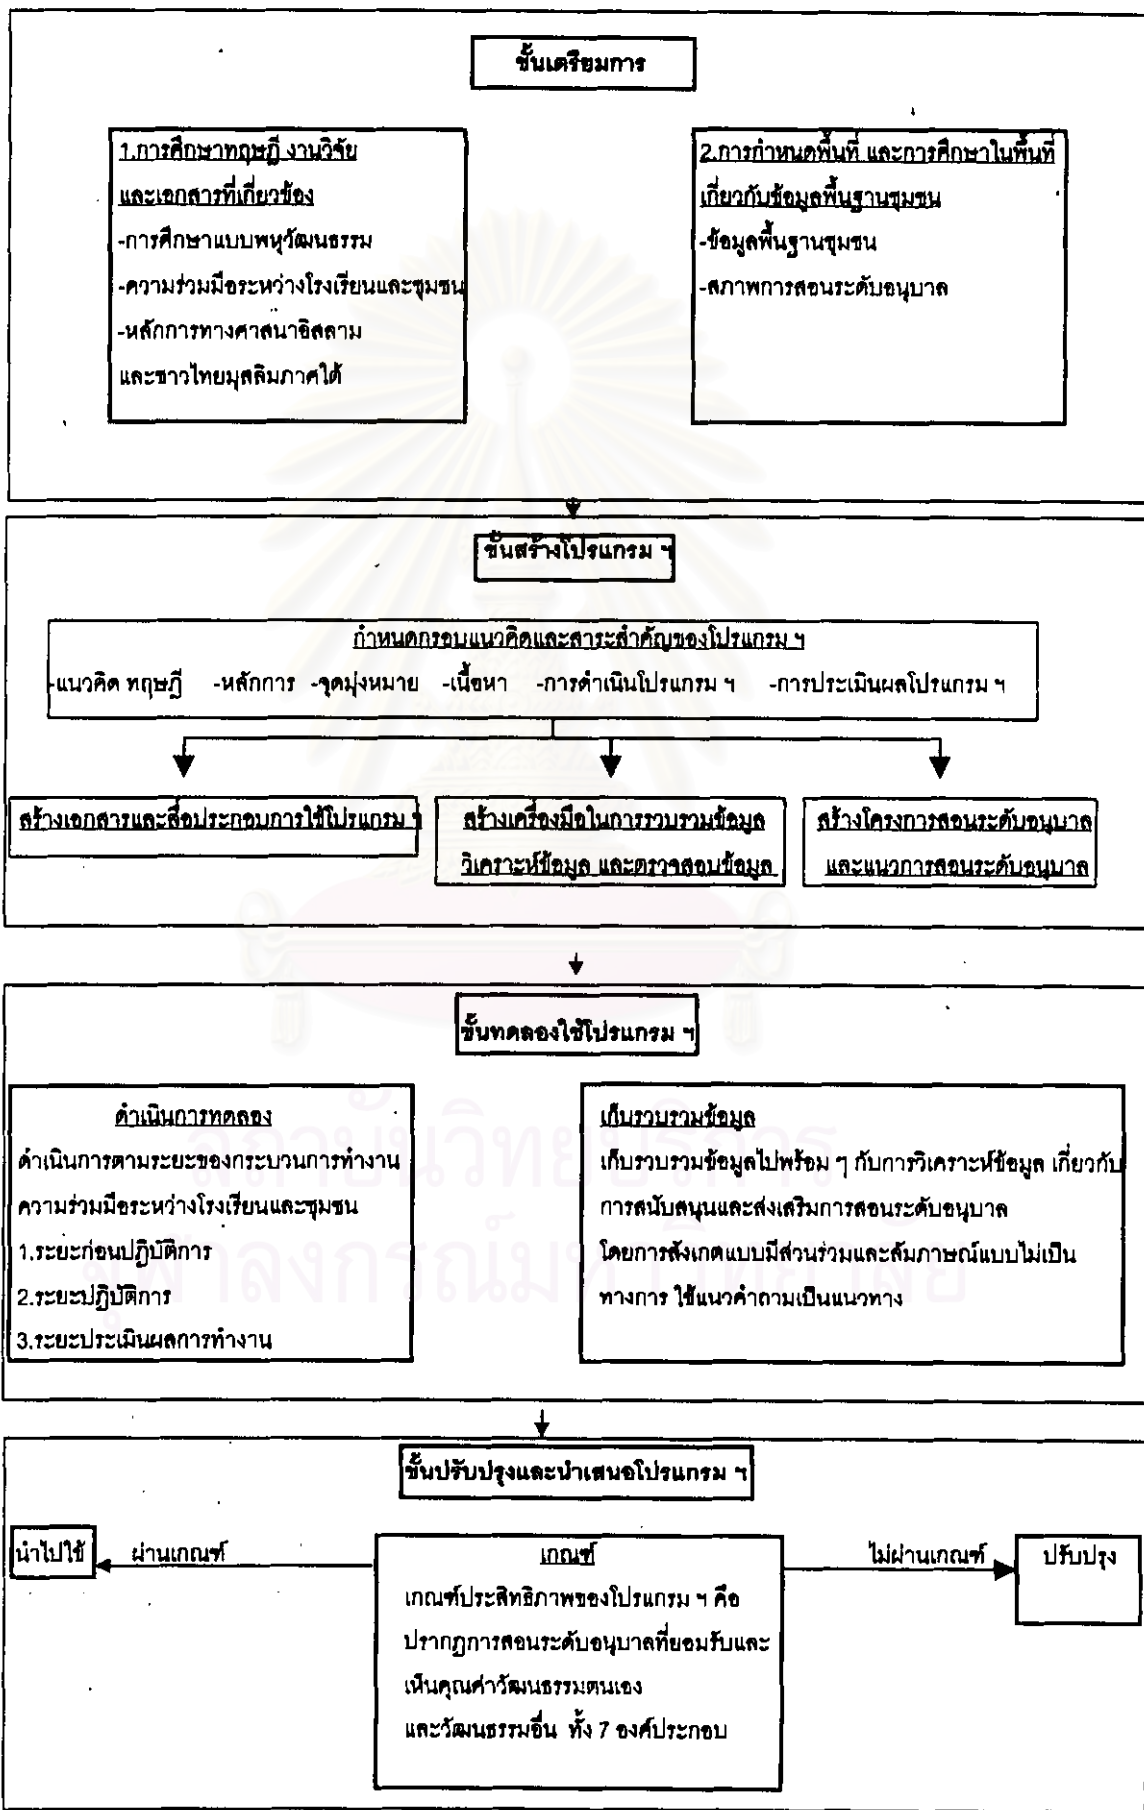 ขั้นเตรียมการ
1.การศึกษาทฤษฎี งานวิจัย
และเอกสารที่เกี่ยวข้อง
-การศึกษาแบบพหุวัฒนธรรม
-ความร่วมมือระหว่างโรงเรียนและชุมชน
-หลักการทางศาสนาอิสลาม
และชาวไทยมุสลิมภาคใต้
2.การกำหนดพื้นที่ และการศึกษาในพื้นที่
เกี่ยวกับข้อมูลพื้นฐานชุมชน
-ข้อมูลพื้นฐานชุมชน
-สภาพการสอนระดับอนุบาล
ขั้นสร้างโปรแกรม ฯ
กำหนดกรอบแนวคิดและสาระสำคัญของโปรแกรม ฯ
-แนวคิด ทฤษฎี -หลักการ -จุดมุ่งหมาย -เนื้อหา -การดำเนินโปรแกรม ฯ -การประเมินผลโปรแกรม ฯ
สร้างเอกสารและสื่อประกอบการใช้โปรแกรม ฯ
สร้างเครื่องมือในการรวบรวมข้อมูล
วิเคราะห์ข้อมูล และตรวจสอบข้อมูล
สร้างโครงการสอนระดับอนุบาล
และแนวการสอนระดับอนุบาล
ขั้นทดลองใช้โปรแกรม ฯ
ดำเนินการทดลอง
ดำเนินการตามระยะของกระบวนการทำงาน
ความร่วมมือระหว่างโรงเรียนและชุมชน
1.ระยะก่อนปฏิบัติการ
2.ระยะปฏิบัติการ
3.ระยะประเมินผลการทำงาน
เก็บรวบรวมข้อมูล
เก็บรวบรวมข้อมูลไปพร้อม ๆ กับการวิเคราะห์ข้อมูล เกี่ยวกับ
การสนับสนุนและส่งเสริมการสอนระดับอนุบาล
โดยการสังเกตแบบมีส่วนร่วมและสัมภาษณ์แบบไม่เป็น
ทางการ ใช้แนวคำถามเป็นแนวทาง
สถาบันวิทยบริการ
จุฬาลงกรณ์มหาวิทยาลัย
ขั้นปรับปรุงและนำเสนอโปรแกรม ฯ
นำไปใช้
ผ่านเกณฑ์
เกณฑ์
เกณฑ์ประสิทธิภาพของโปรแกรม ฯ คือ
ปรากฏการสอนระดับอนุบาลที่ยอมรับและ
เห็นคุณค่าวัฒนธรรมตนเอง
และวัฒนธรรมอื่น ทั้ง 7 องค์ประกอบ
ไม่ผ่านเกณฑ์
ปรับปรุง